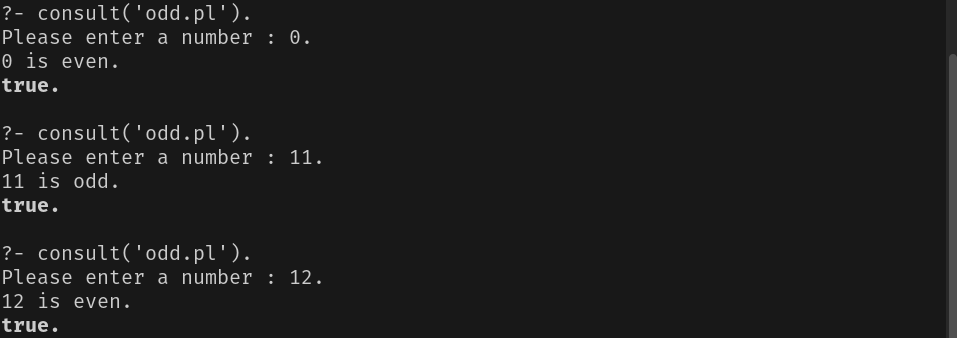 ?- consult('odd.pl').
Please enter a number : 0.
0 is even.
true.
?- consult('odd.pl').
Please enter a number : 11.
11 is odd.
true.
?- consult('odd.pl').
Please enter a number : 12.
12 is even.
true.